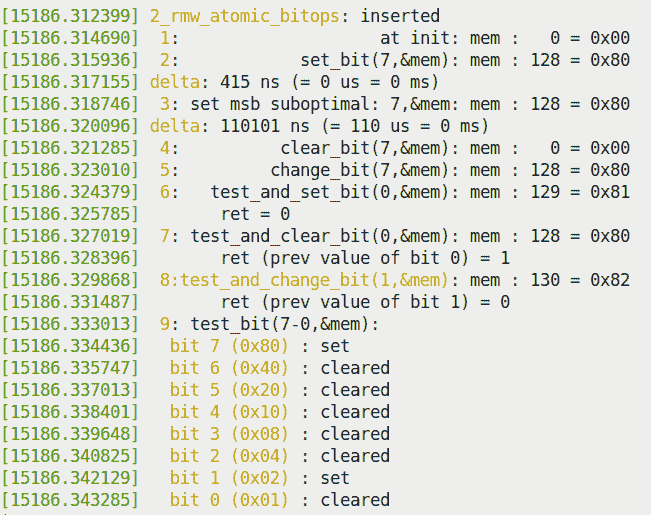 [15186.312399] 2_rmw_atomic_bitops: inserted
[15186.314690]  1:                    at init: mem :   0 = 0x00
[15186.315936]  2:            set_bit(7,&mem): mem : 128 = 0x80
[15186.317155] delta: 415 ns (= 0 us = 0 ms)
[15186.318746]  3: set msb suboptimal: 7,&mem: mem : 128 = 0x80
[15186.320096] delta: 110101 ns (= 110 us = 0 ms)
[15186.321285]  4:          clear_bit(7,&mem): mem :   0 = 0x00
[15186.323010]  5:         change_bit(7,&mem): mem : 128 = 0x80
[15186.324379]  6:   test_and_set_bit(0,&mem): mem : 129 = 0x81
[15186.325785]        ret = 0
[15186.327019]  7: test_and_clear_bit(0,&mem): mem : 128 = 0x80
[15186.328396]        ret (prev value of bit 0) = 1
[15186.329868]  8:test_and_change_bit(1,&mem): mem : 130 = 0x82
[15186.331487]        ret (prev value of bit 1) = 0
[15186.333013]  9: test_bit(7-0,&mem):
[15186.334436]   bit 7 (0x80) : set
[15186.335747]   bit 6 (0x40) : cleared
[15186.337013]   bit 5 (0x20) : cleared
[15186.338401]   bit 4 (0x10) : cleared
[15186.339648]   bit 3 (0x08) : cleared
[15186.340825]   bit 2 (0x04) : cleared
[15186.342129]   bit 1 (0x02) : set
[15186.343285]   bit 0 (0x01) : cleared